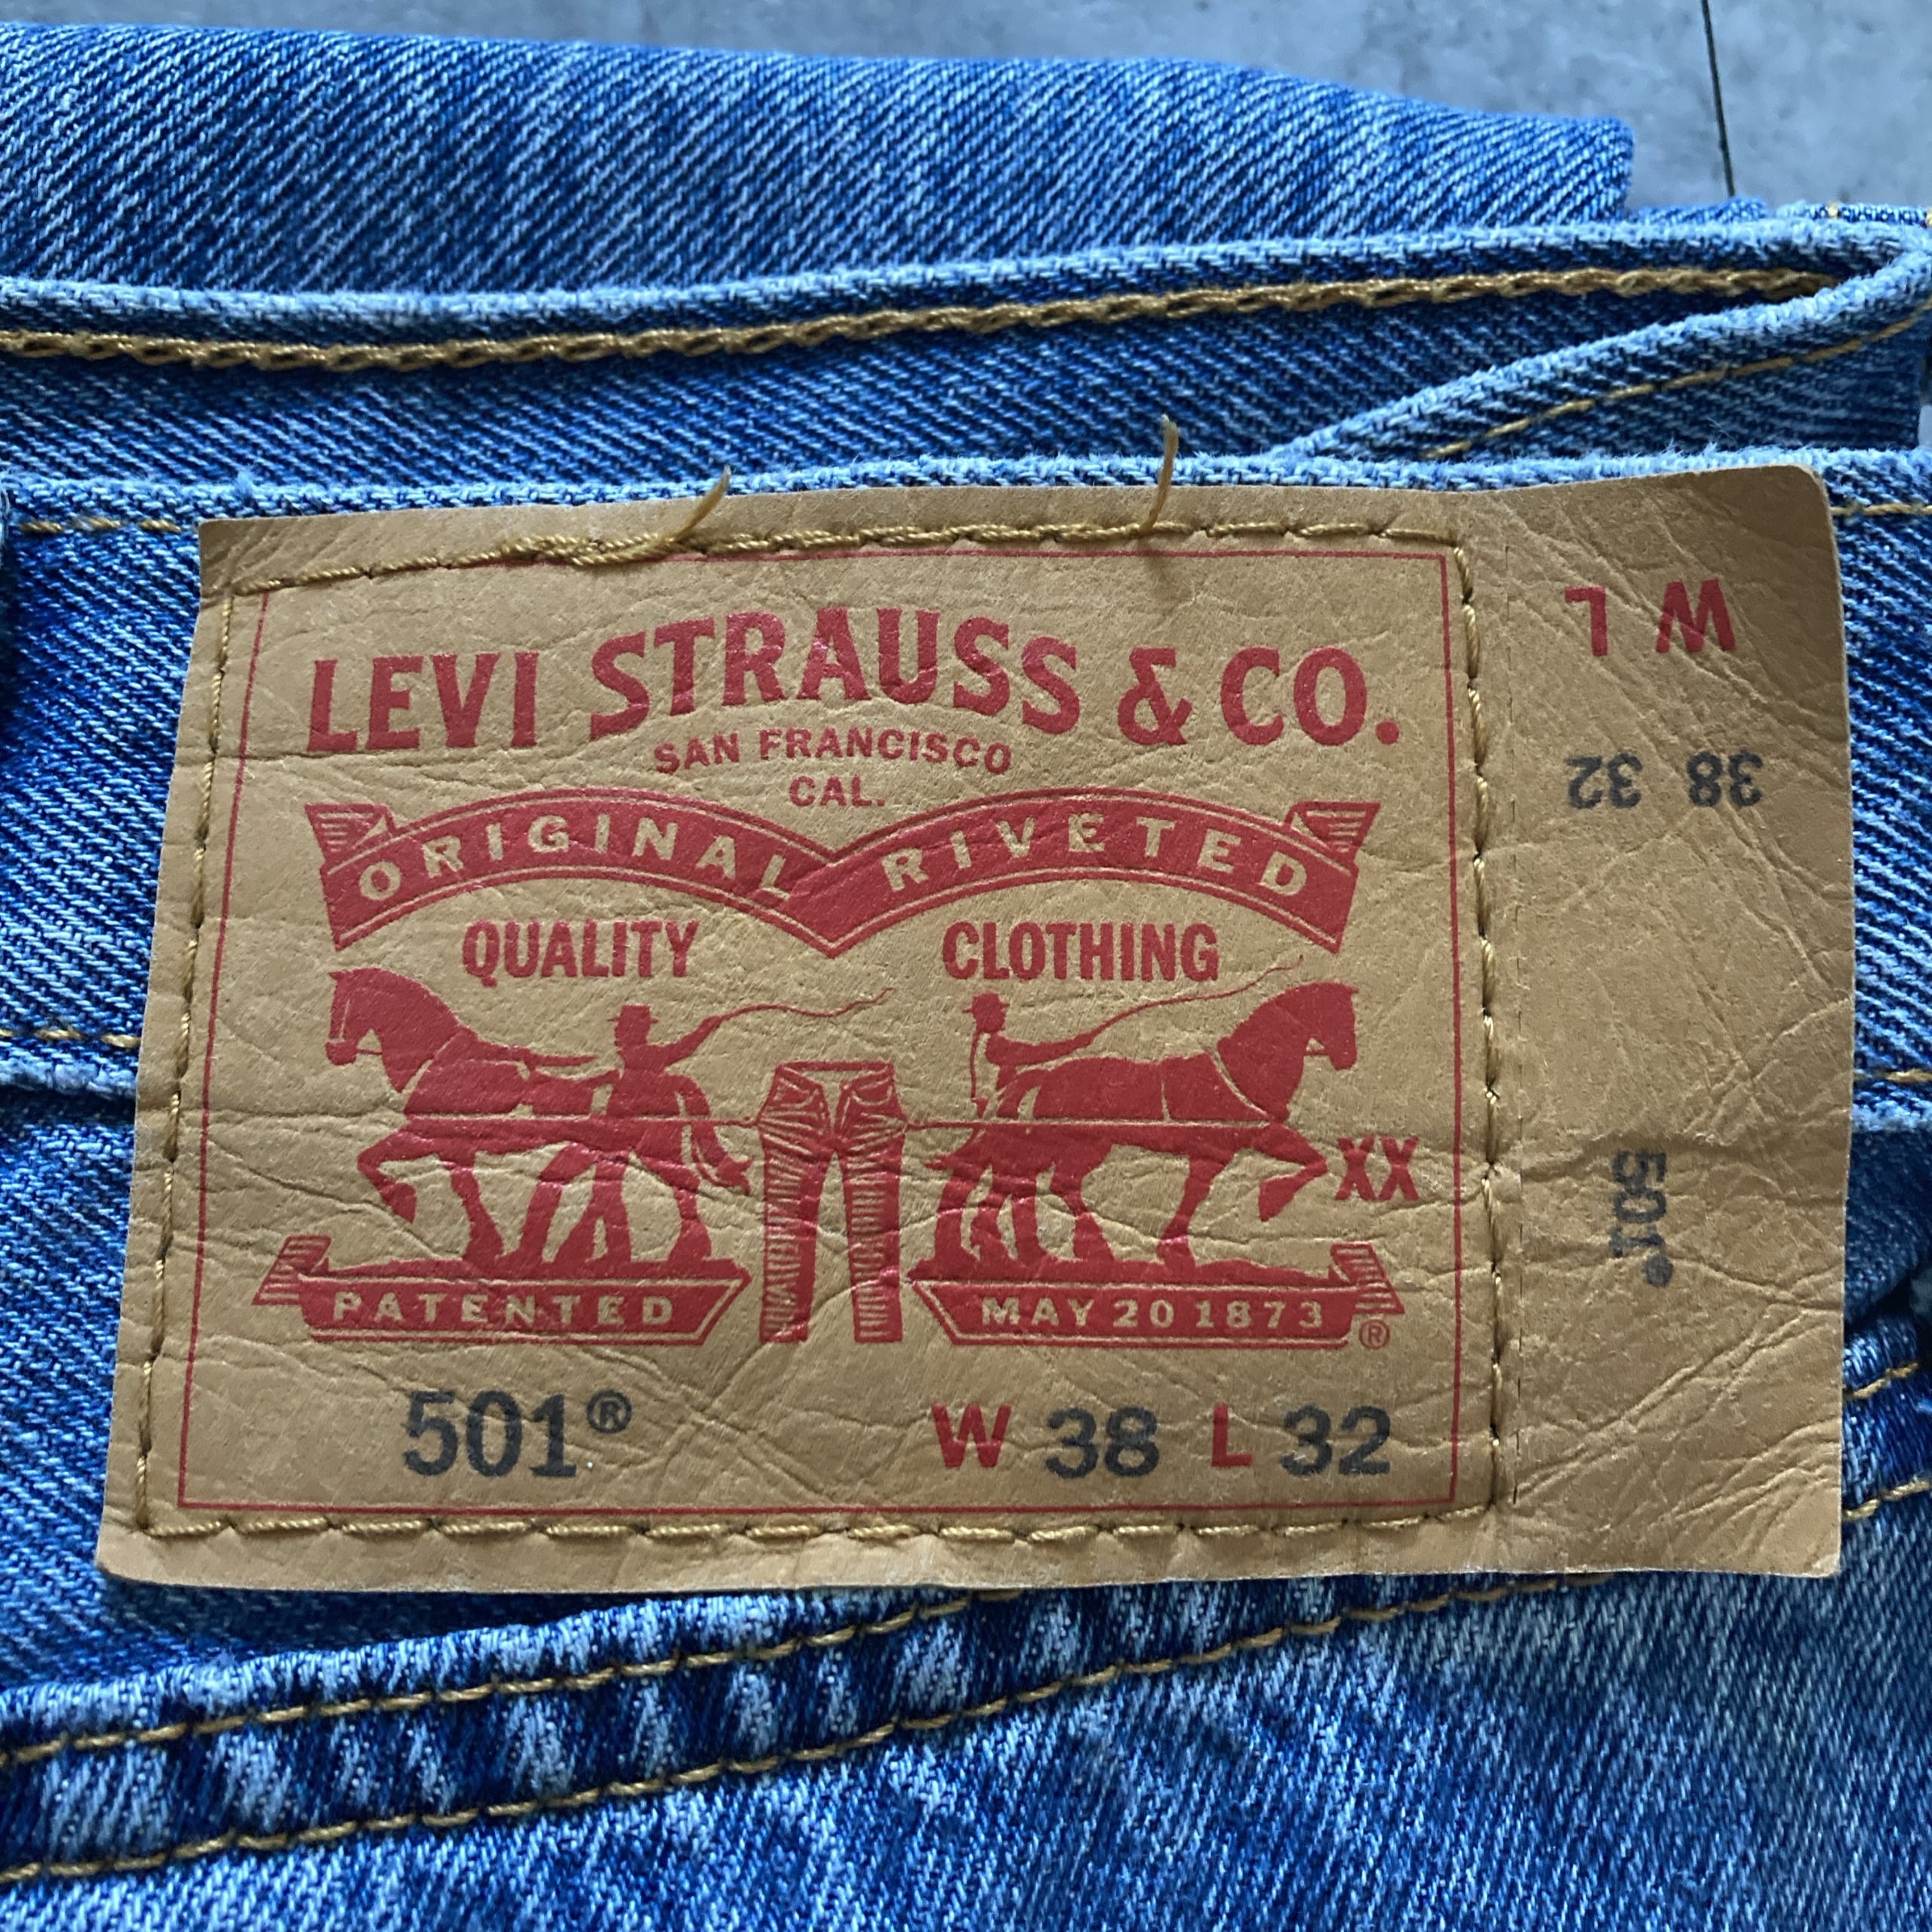 LEVI STRAUSS & CO.
SAN FRANCISCO
CAL.
ORIGINAL RIVETED
QUALITY CLOTHING
XX
PATENTED MAY 20 1873 ®
501® W 38 L 32
W L
38 32
501®